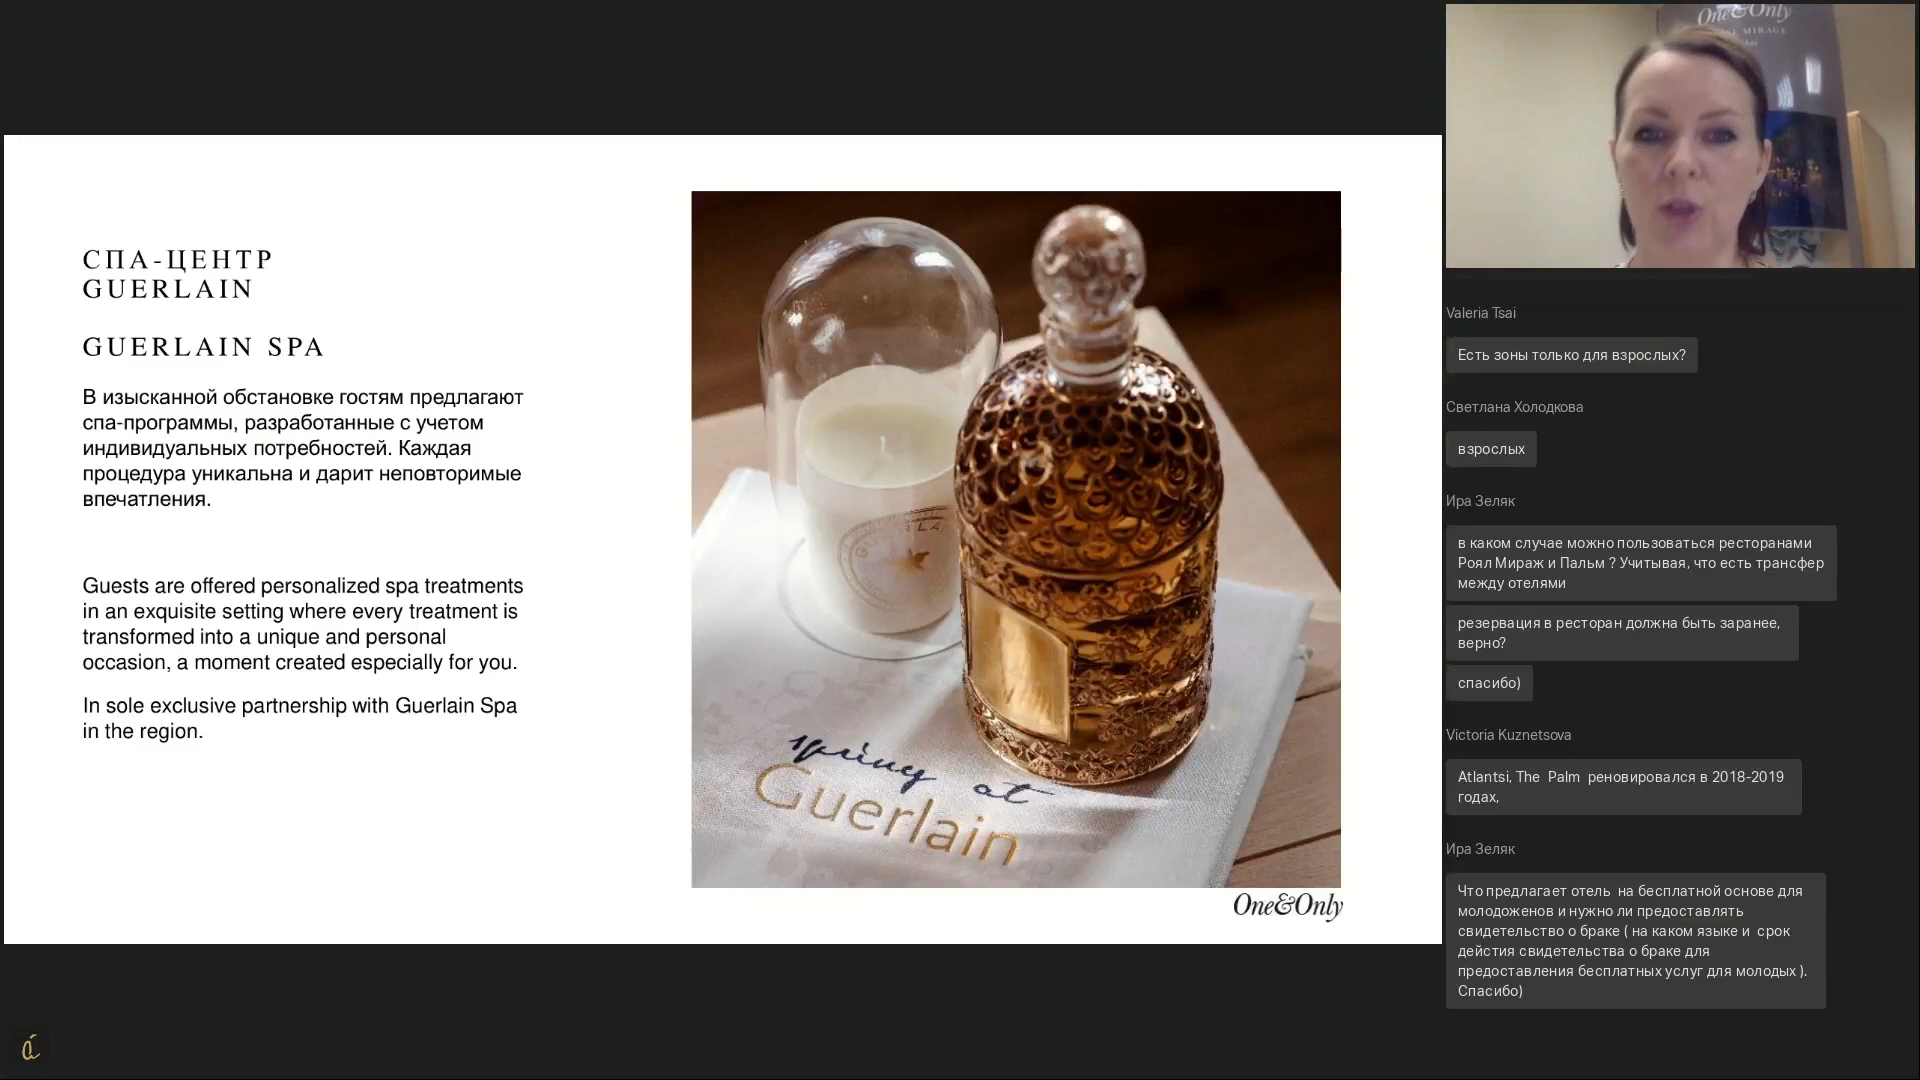 СПА-ЦЕНТР
GUERLAIN
GUERLAIN SPA
В изысканной обстановке гостям предлагают
спа-программы, разработанные с учетом
индивидуальных потребностей. Каждая
процедура уникальна и дарит неповторимые
впечатления.
Guests are offered personalized spa treatments
in an exquisite setting where every treatment is
transformed into a unique and personal
occasion, a moment created especially for you.
In sole exclusive partnership with Guerlain Spa
in the region.
spring at
Guerlain
One&Only
One&Only
MIRAGE
Valeria Tsai
Есть зоны только для взрослых?
Светлана Холодкова
взрослых
Ира Зеляк
в каком случае можно пользоваться ресторанами
Роял Мираж и Пальм ? Учитывая, что есть трансфер
между отелями
резервация в ресторан должна быть заранее,
верно?
спасибо)
Victoria Kuznetsova
Atlantsi, The Palm реновировался в 2018-2019
годах,
Ира Зеляк
Что предлагает отель на бесплатной основе для
молодоженов и нужно ли предоставлять
свидетельство о браке ( на каком языке и срок
дейстия свидетельства о браке для
предоставления бесплатных услуг для молодых ).
Спасибо)
á